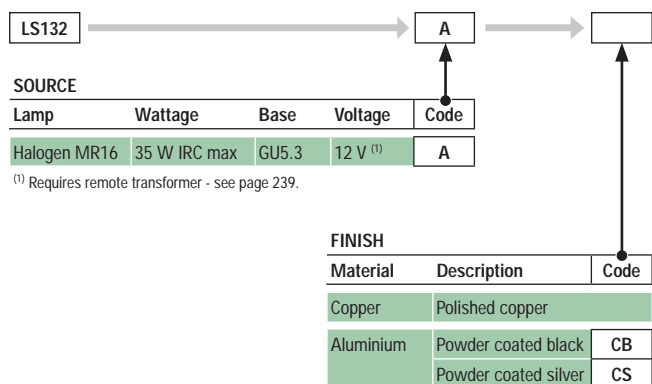 LS132 A
SOURCE
Lamp Wattage Base Voltage Code
Halogen MR16 35 W IRC max GU5.3 12 V (1) A
(1) Requires remote transformer - see page 239.
FINISH
Material Description Code
Copper Polished copper
Aluminium Powder coated black CB
Powder coated silver CS